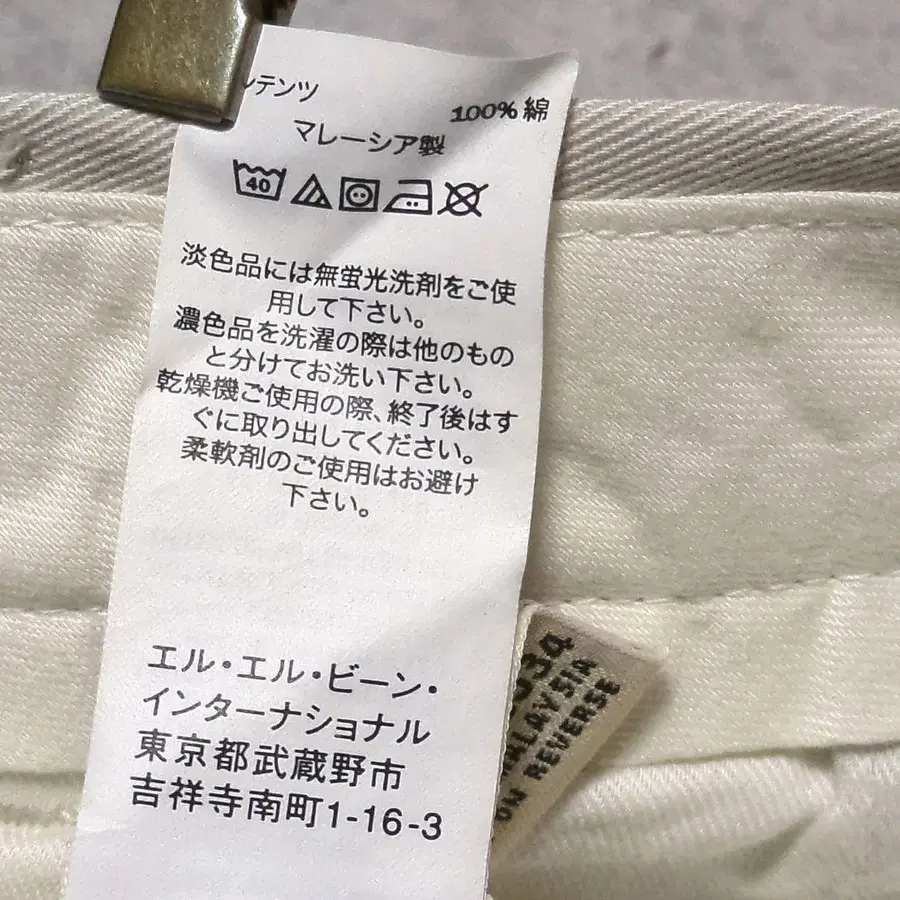 ルテンツ 100%綿
マレーシア製
40
淡色品には無蛍光洗剤をご使
用して下さい。
濃色品を洗濯の際は他のもの
と分けてお洗い下さい。
乾燥機ご使用の際、終了後はす
ぐに取り出してください。
柔軟剤のご使用はお避け
下さい。
エル・エル・ビーン・
インターナショナル
東京都武蔵野市
吉祥寺南町1-16-3
MALAYSIA
ON REVERSE